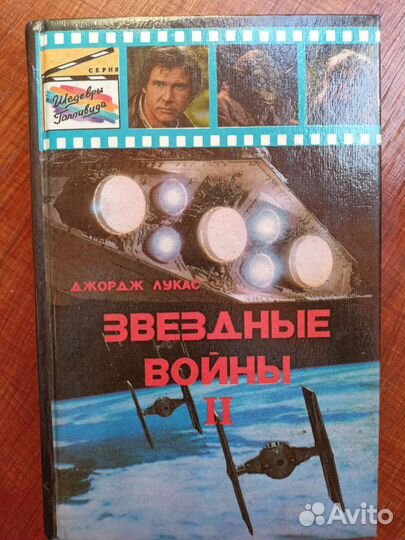 СЕРИЯ
Шедевры
Голливуда
ДЖОРДЖ ЛУКАС
ЗВЕЗДНЫЕ
ВОЙНЫ
II
Avito